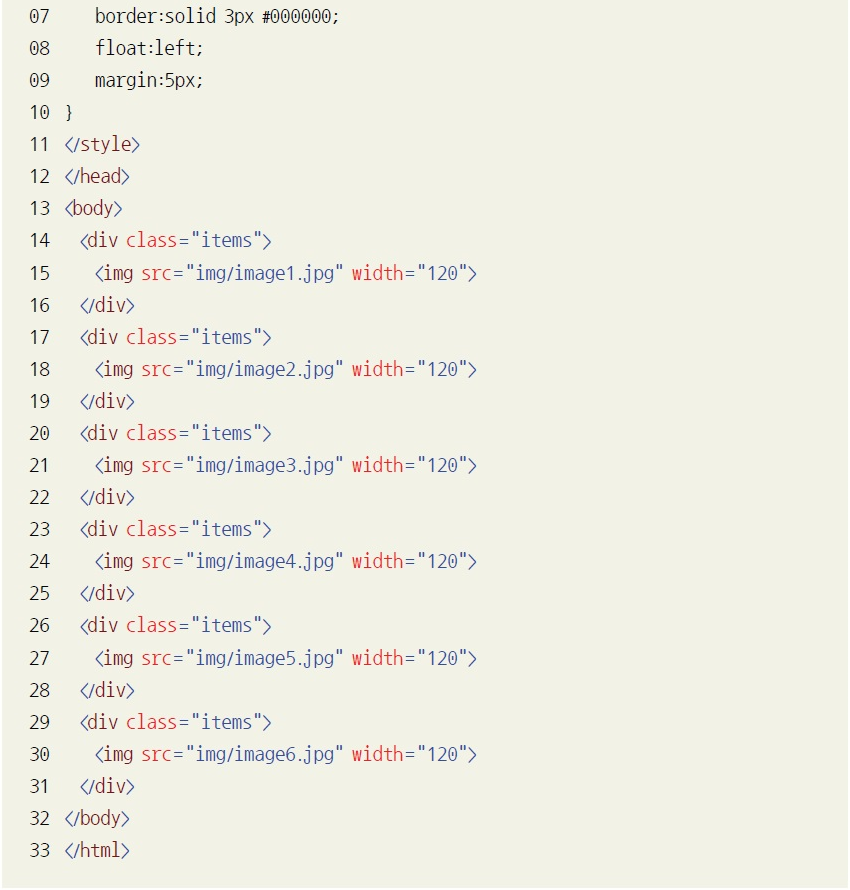 07 border:solid 3px #000000;
08 float:left;
09 margin:5px;
10 }
11 </style>
12 </head>
13 <body>
14 <div class="items">
15 <img src="img/image1.jpg" width="120">
16 </div>
17 <div class="items">
18 <img src="img/image2.jpg" width="120">
19 </div>
20 <div class="items">
21 <img src="img/image3.jpg" width="120">
22 </div>
23 <div class="items">
24 <img src="img/image4.jpg" width="120">
25 </div>
26 <div class="items">
27 <img src="img/image5.jpg" width="120">
28 </div>
29 <div class="items">
30 <img src="img/image6.jpg" width="120">
31 </div>
32 </body>
33 </html>